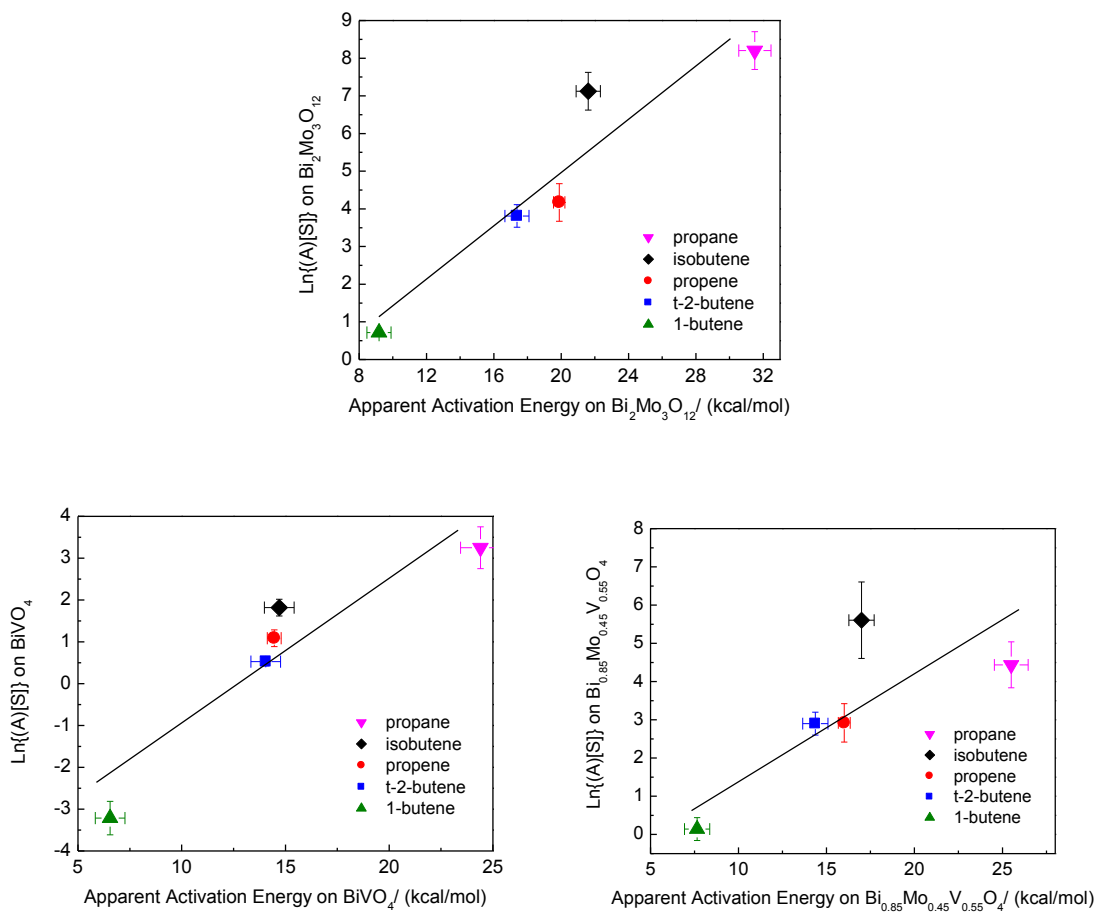 9
8
7
6
5
4
3
2
1
0
Ln{(A)[S]} on Bi₂Mo₃O₁₂
propane
isobutene
propene
t-2-butene
1-butene
8 12 16 20 24 28 32
Apparent Activation Energy on Bi₂Mo₃O₁₂/ (kcal/mol)
4
3
2
1
0
-1
-2
-3
-4
Ln{(A)[S]} on BiVO₄
propane
isobutene
propene
t-2-butene
1-butene
5 10 15 20 25
Apparent Activation Energy on BiVO₄/ (kcal/mol)
8
7
6
5
4
3
2
1
0
Ln{(A)[S]} on Bi₀.₈₅Mo₀.₄₅V₀.₅₅O₄
propane
isobutene
propene
t-2-butene
1-butene
5 10 15 20 25
Apparent Activation Energy on Bi₀.₈₅Mo₀.₄₅V₀.₅₅O₄/ (kcal/mol)